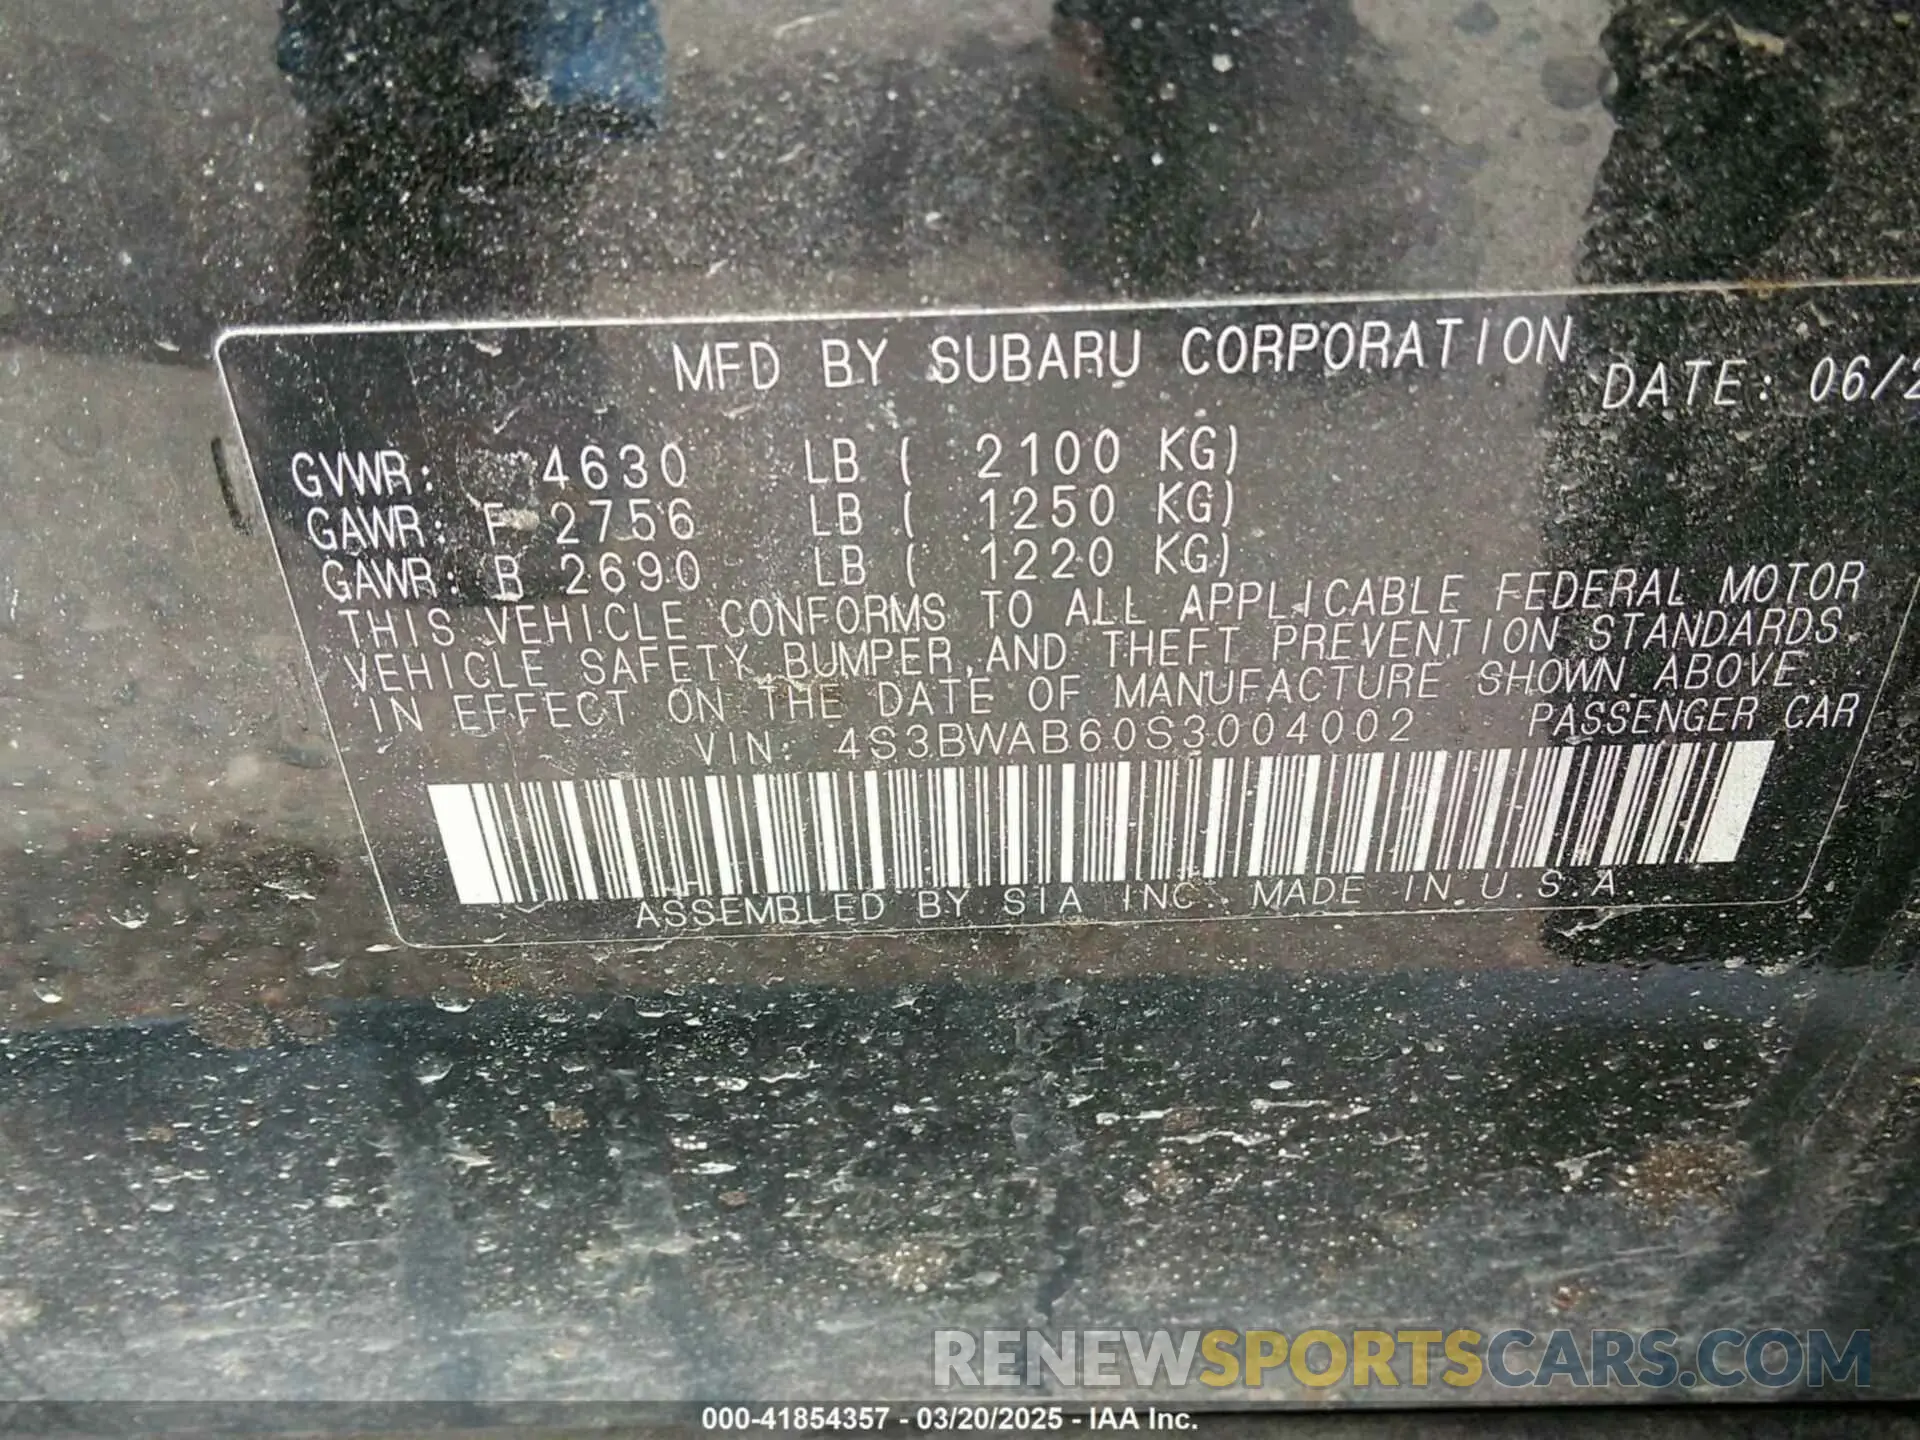 MFD BY SUBARU CORPORATION DATE: 06/2
GVWR: 4630 LB ( 2100 KG)
GAWR: F 2756 LB ( 1250 KG)
GAWR: B 2690 LB ( 1220 KG)
THIS VEHICLE CONFORMS TO ALL APPLICABLE FEDERAL MOTOR
VEHICLE SAFETY, BUMPER, AND THEFT PREVENTION STANDARDS
IN EFFECT ON THE DATE OF MANUFACTURE SHOWN ABOVE.
VIN: 4S3BWAB60S3004002 PASSENGER CAR
ASSEMBLED BY SIA INC. MADE IN U.S.A.
RENEWSPORTSCARS.COM
000-41854357 - 03/20/2025 - IAA Inc.